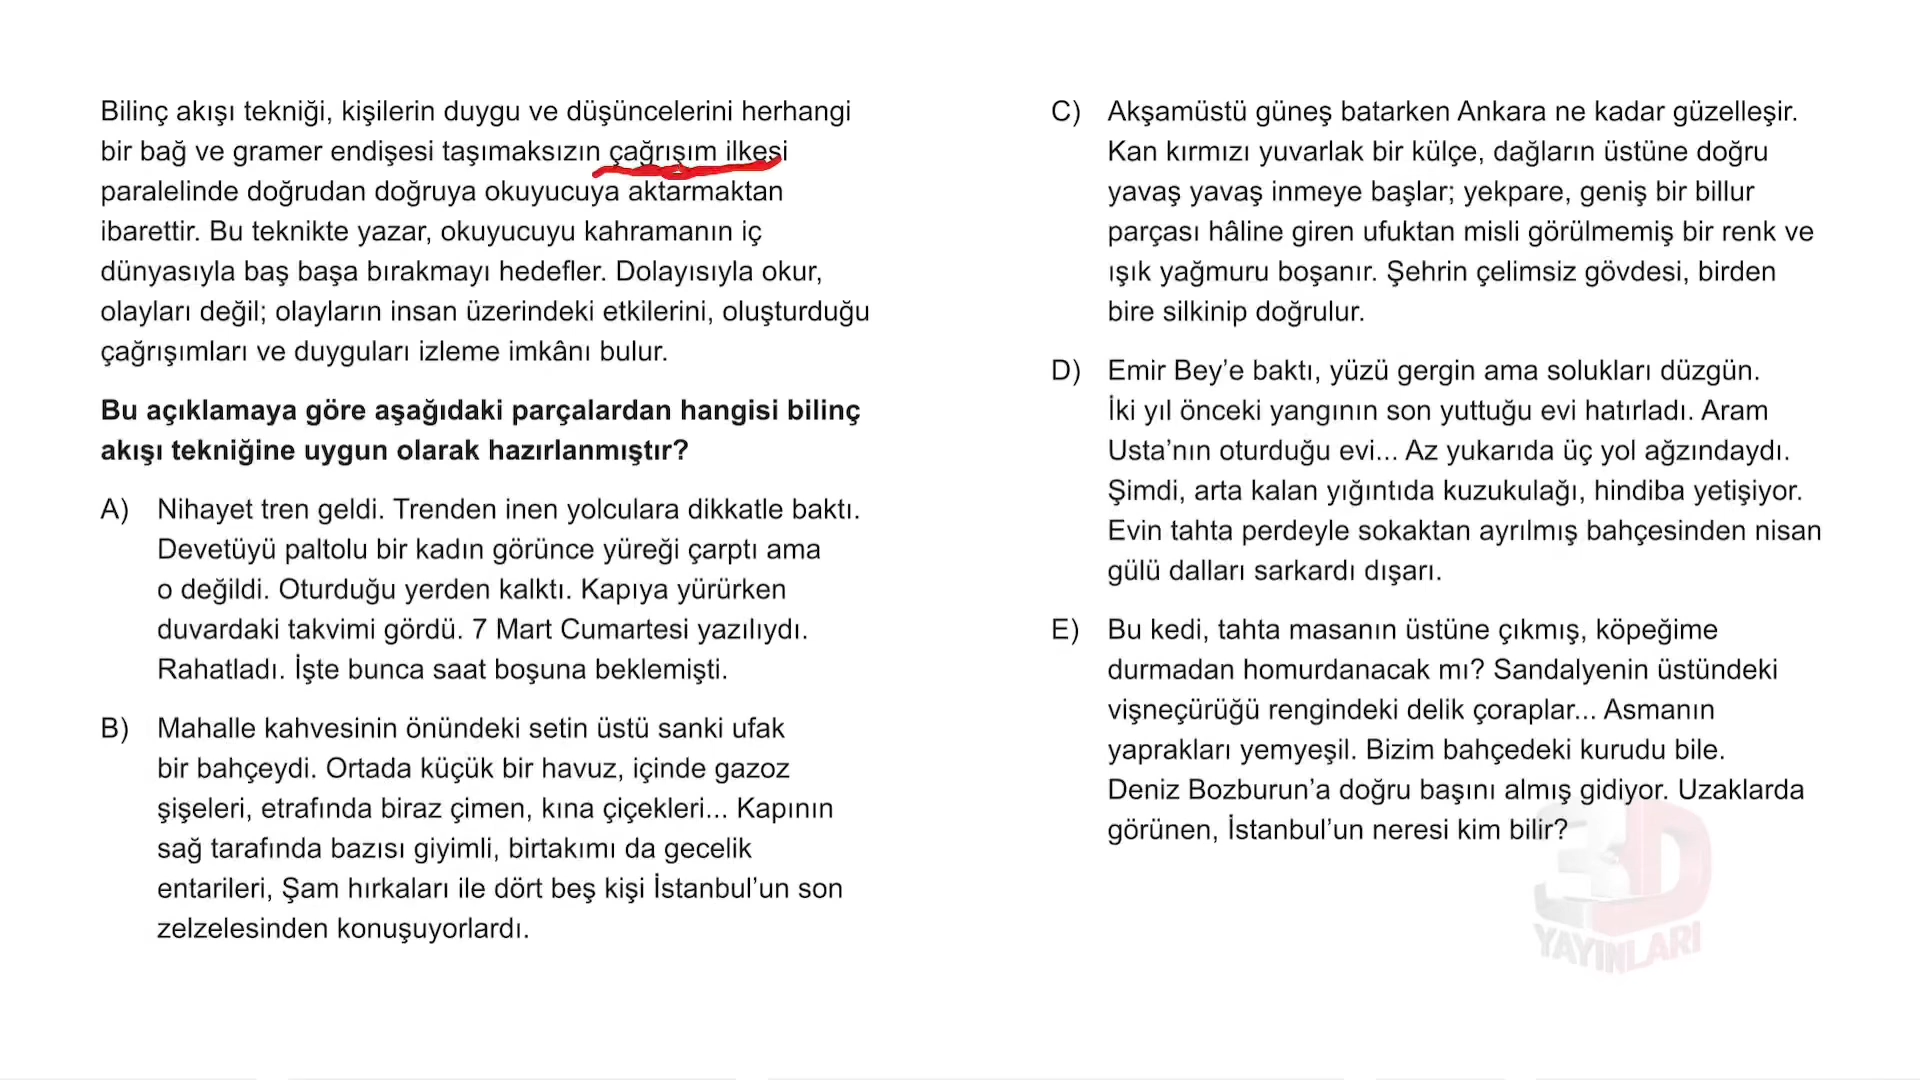 Bilinç akışı tekniği, kişilerin duygu ve düşüncelerini herhangi
bir bağ ve gramer endişesi taşımaksızın çağrışım ilkesi
paralelinde doğrudan doğruya okuyucuya aktarmaktan
ibarettir. Bu teknikte yazar, okuyucuyu kahramanın iç
dünyasıyla baş başa bırakmayı hedefler. Dolayısıyla okur,
olayları değil; olayların insan üzerindeki etkilerini, oluşturduğu
çağrışımları ve duyguları izleme imkânı bulur.
Bu açıklamaya göre aşağıdaki parçalardan hangisi bilinç
akışı tekniğine uygun olarak hazırlanmıştır?
A) Nihayet tren geldi. Trenden inen yolculara dikkatle baktı.
Devetüyü paltolu bir kadın görünce yüreği çarptı ama
o değildi. Oturduğu yerden kalktı. Kapıya yürürken
duvardaki takvimi gördü. 7 Mart Cumartesi yazılıydı.
Rahatladı. İşte bunca saat boşuna beklemişti.
B) Mahalle kahvesinin önündeki setin üstü sanki ufak
bir bahçeydi. Ortada küçük bir havuz, içinde gazoz
şişeleri, etrafında biraz çimen, kına çiçekleri... Kapının
sağ tarafında bazısı giyimli, birtakımı da gecelik
entarileri, Şam hırkaları ile dört beş kişi İstanbul’un son
zelzelesinden konuşuyorlardı.
C) Akşamüstü güneş batarken Ankara ne kadar güzelleşir.
Kan kırmızı yuvarlak bir külçe, dağların üstüne doğru
yavaş yavaş inmeye başlar; yekpare, geniş bir billur
parçası hâline giren ufuktan misli görülmemiş bir renk ve
ışık yağmuru boşanır. Şehrin çelimsiz gövdesi, birden
bire silkinip doğrulur.
D) Emir Bey’e baktı, yüzü gergin ama solukları düzgün.
İki yıl önceki yangının son yuttuğu evi hatırladı. Aram
Usta’nın oturduğu evi... Az yukarıda üç yol ağzındaydı.
Şimdi, arta kalan yığıntıda kuzukulağı, hindiba yetişiyor.
Evin tahta perdeyle sokaktan ayrılmış bahçesinden nisan
gülü dalları sarkardı dışarı.
E) Bu kedi, tahta masanın üstüne çıkmış, köpeğime
durmadan homurdanacak mı? Sandalyenin üstündeki
vişneçürüğü rengindeki delik çoraplar... Asmanın
yaprakları yemyeşil. Bizim bahçedeki kurudu bile.
Deniz Bozburun’a doğru başını almış gidiyor. Uzaklarda
görünen, İstanbul’un neresi kim bilir?
3D
YAYINLARI